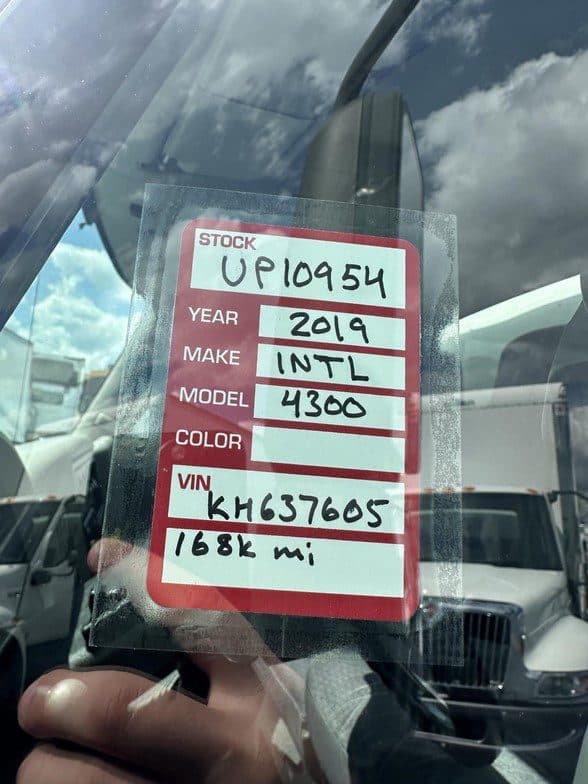 STOCK
UP10954
YEAR 2019
MAKE INTL
MODEL 4300
COLOR
VIN
KH637605
168k mi